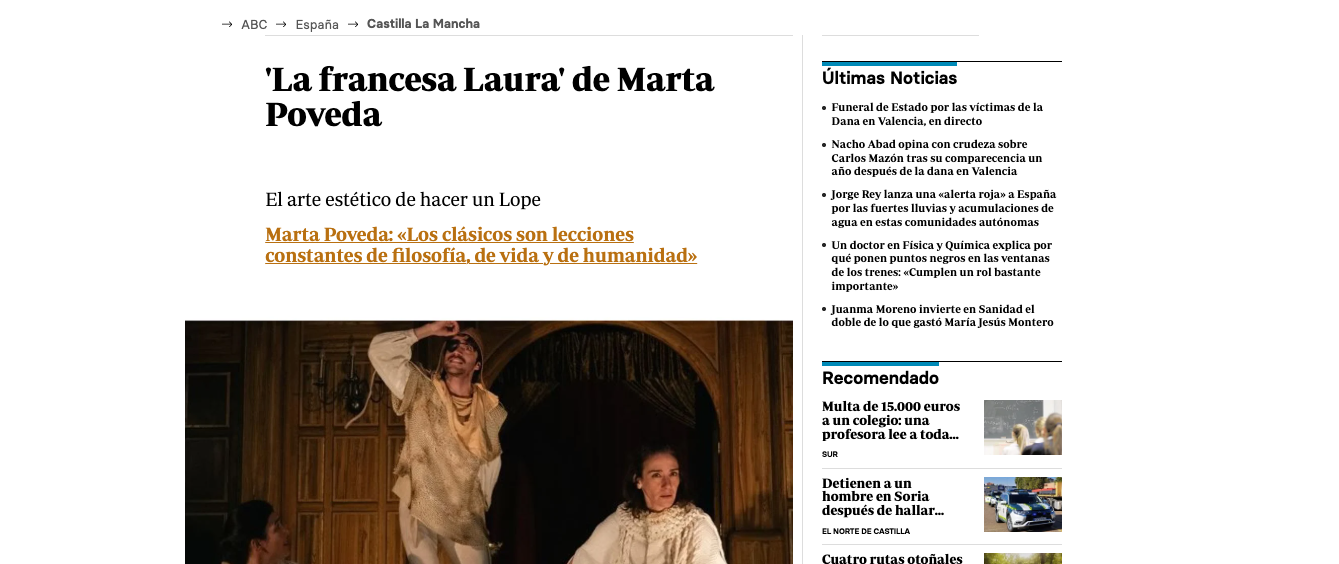 → ABC → España → Castilla La Mancha
'La francesa Laura' de Marta
Poveda
El arte estético de hacer un Lope
Marta Poveda: «Los clásicos son lecciones
constantes de filosofía, de vida y de humanidad»
Últimas Noticias
• Funeral de Estado por las víctimas de la
Dana en Valencia, en directo
• Nacho Abad opina con crudeza sobre
Carlos Mazón tras su comparecencia un
año después de la dana en Valencia
• Jorge Rey lanza una «alerta roja» a España
por las fuertes lluvias y acumulaciones de
agua en estas comunidades autónomas
• Un doctor en Física y Química explica por
qué ponen puntos negros en las ventanas
de los trenes: «Cumplen un rol bastante
importante»
• Juanma Moreno invierte en Sanidad el
doble de lo que gastó María Jesús Montero
Recomendado
Multa de 15.000 euros
a un colegio: una
profesora lee a toda...
SUR
Detienen a un
hombre en Soria
después de hallar...
EL NORTE DE CASTILLA
Cuatro rutas otoñales